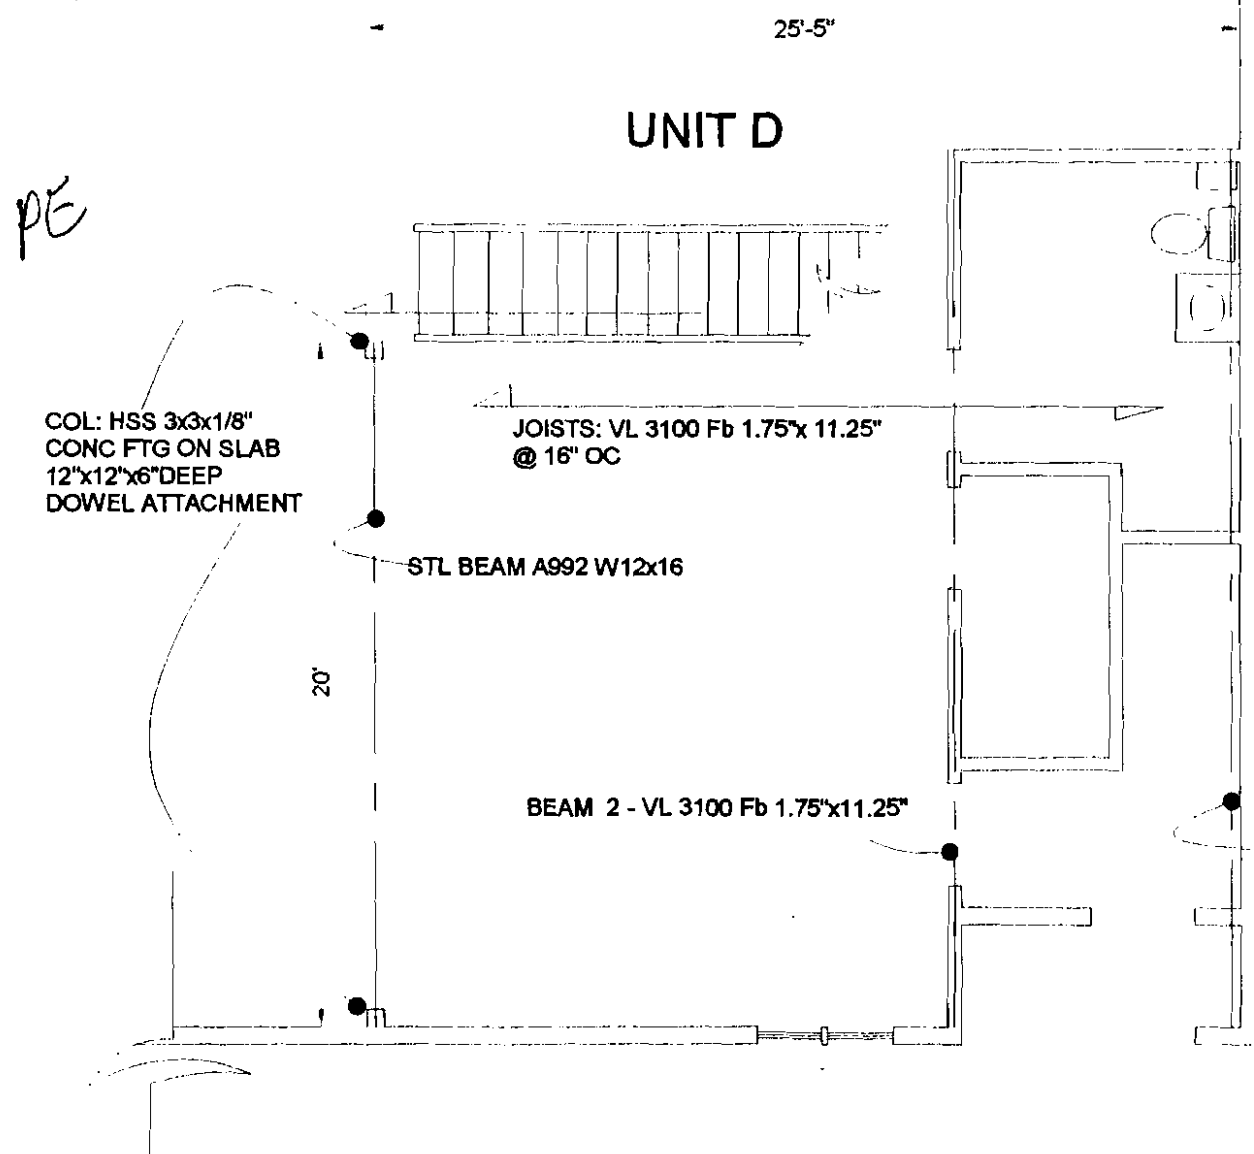 25'-5"
UNIT D
PE
COL: HSS 3x3x1/8"
CONC FTG ON SLAB
12"x12"x6"DEEP
DOWEL ATTACHMENT
JOISTS: VL 3100 Fb 1.75"x 11.25"
@ 16" OC
STL BEAM A992 W12x16
20'
BEAM 2 - VL 3100 Fb 1.75"x11.25"